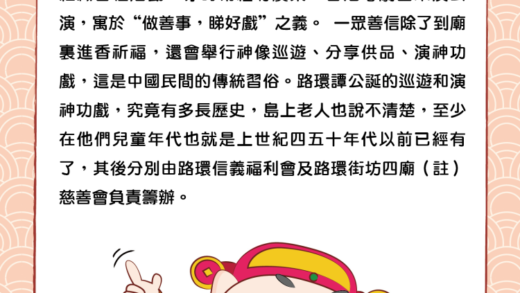 演，寓於“做善事，睇好戲”之義。 一眾善信除了到廟
裏進香祈福，還會舉行神像巡遊、分享供品、演神功
戲，這是中國民間的傳統習俗。路環譚公誕的巡遊和演
神功戲，究竟有多長歷史，島上老人也說不清楚，至少
在他們兒童年代也就是上世紀四五十年代以前已經有
了，其後分別由路環信義福利會及路環街坊四廟（註）
慈善會負責籌辦。